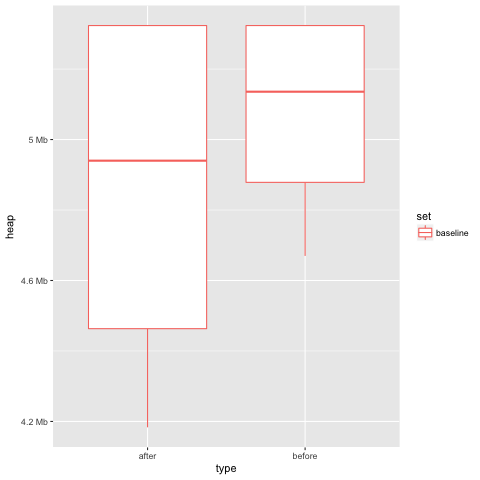 heap
5 Mb
4.6 Mb
4.2 Mb
after
before
type
set
baseline